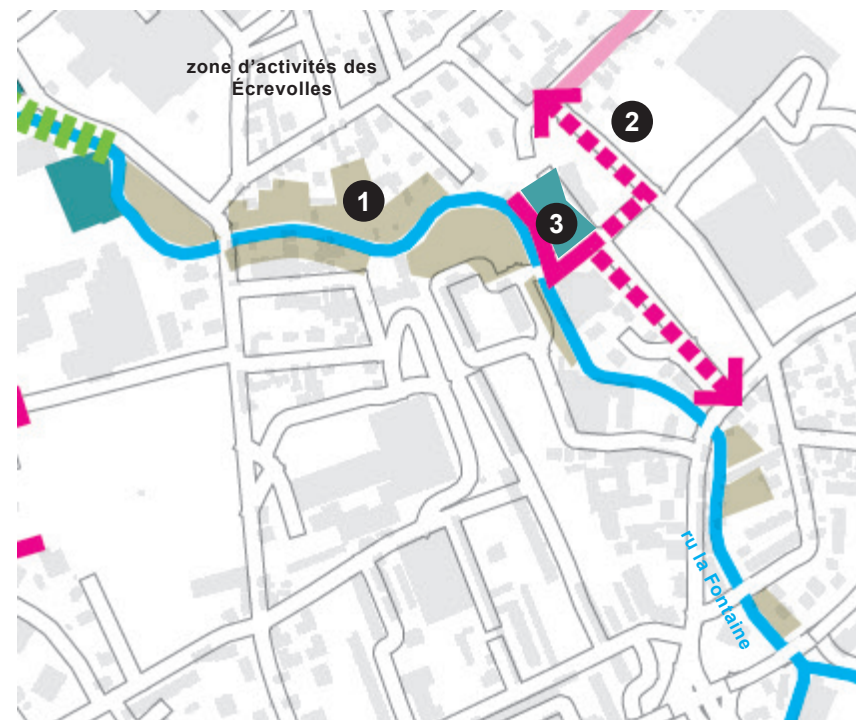 zone d’activités des
Écrevolles
2
1
3
ru la Fontaine